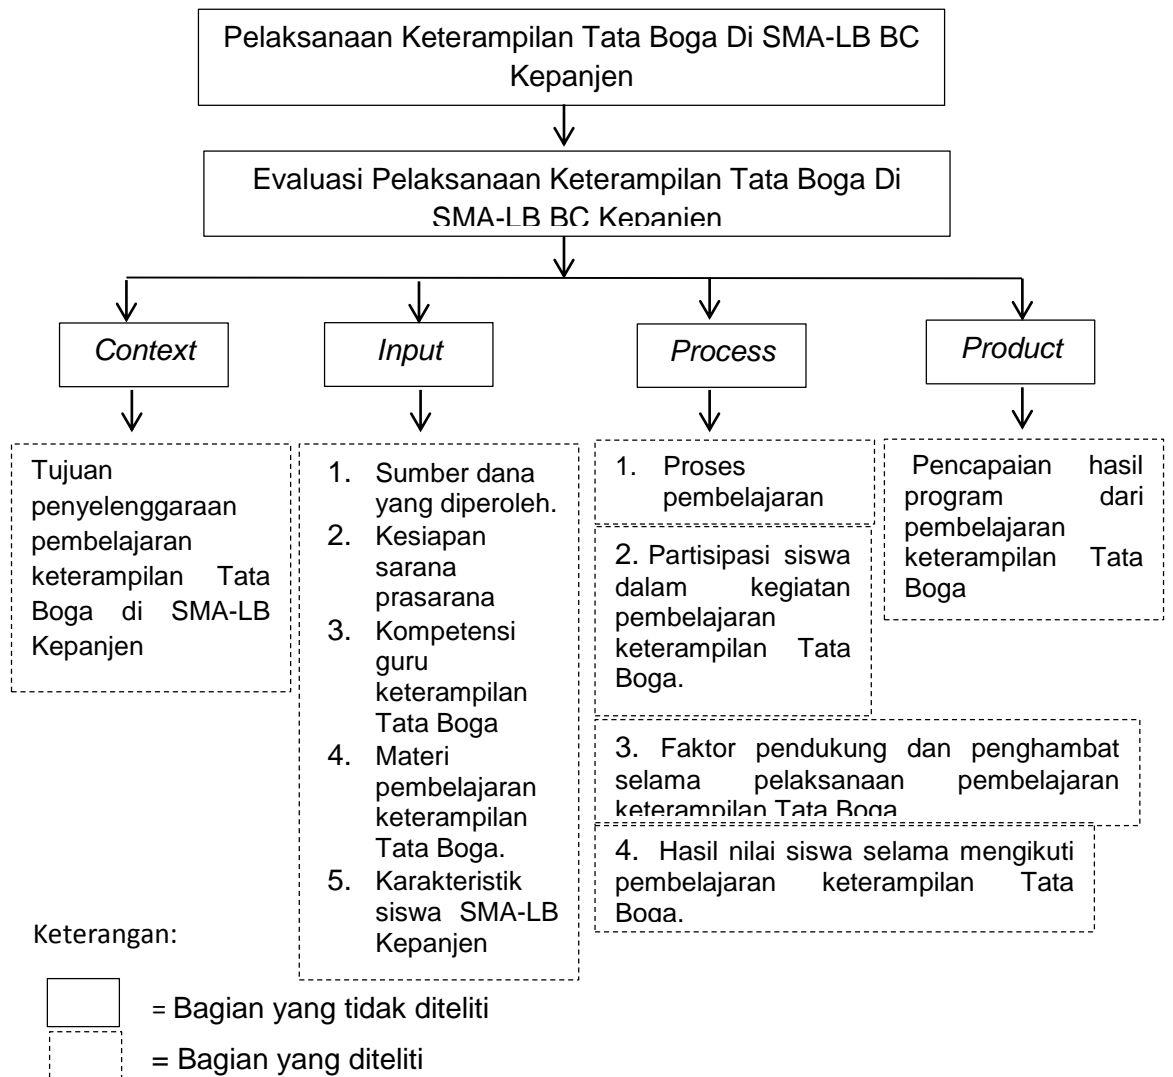 Pelaksanaan Keterampilan Tata Boga Di SMA-LB BC
Kepanjen
Evaluasi Pelaksanaan Keterampilan Tata Boga Di
SMA-LB BC Kepanjen
Context
Input
Process
Product
Tujuan
penyelenggaraan
pembelajaran
keterampilan Tata
Boga di SMA-LB
Kepanjen
1. Sumber dana
yang diperoleh.
2. Kesiapan
sarana
prasarana
3. Kompetensi
guru
keterampilan
Tata Boga
4. Materi
pembelajaran
keterampilan
Tata Boga.
5. Karakteristik
siswa SMA-LB
Kepanjen
1. Proses
pembelajaran
2. Partisipasi siswa
dalam kegiatan
pembelajaran
keterampilan Tata
Boga.
3. Faktor pendukung dan penghambat
selama pelaksanaan pembelajaran
keterampilan Tata Boga
4. Hasil nilai siswa selama mengikuti
pembelajaran keterampilan Tata
Boga.
Pencapaian hasil
program dari
pembelajaran
keterampilan Tata
Boga
Keterangan:
= Bagian yang tidak diteliti
= Bagian yang diteliti